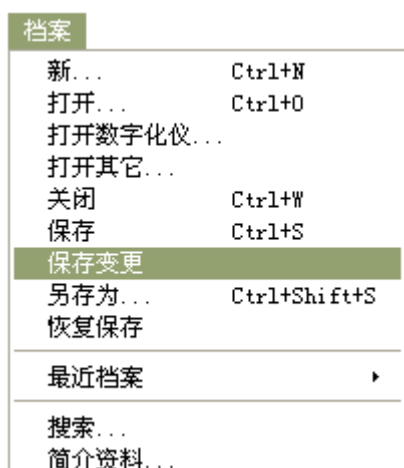 档案
新... Ctrl+N
打开... Ctrl+O
打开数字化仪...
打开其它...
关闭 Ctrl+W
保存 Ctrl+S
保存变更
另存为... Ctrl+Shift+S
恢复保存
最近档案
搜索...
简介资料...